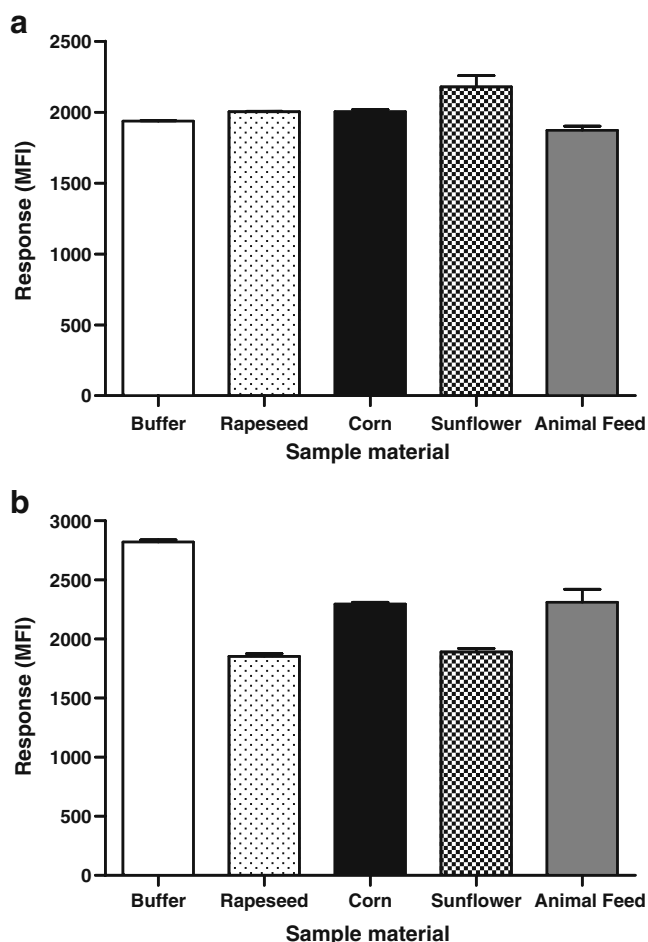 a
Response (MFI)
2500
2000
1500
1000
500
0
Buffer Rapeseed Corn Sunflower Animal Feed
Sample material
b
Response (MFI)
3000
2500
2000
1500
1000
500
0
Buffer Rapeseed Corn Sunflower Animal Feed
Sample material